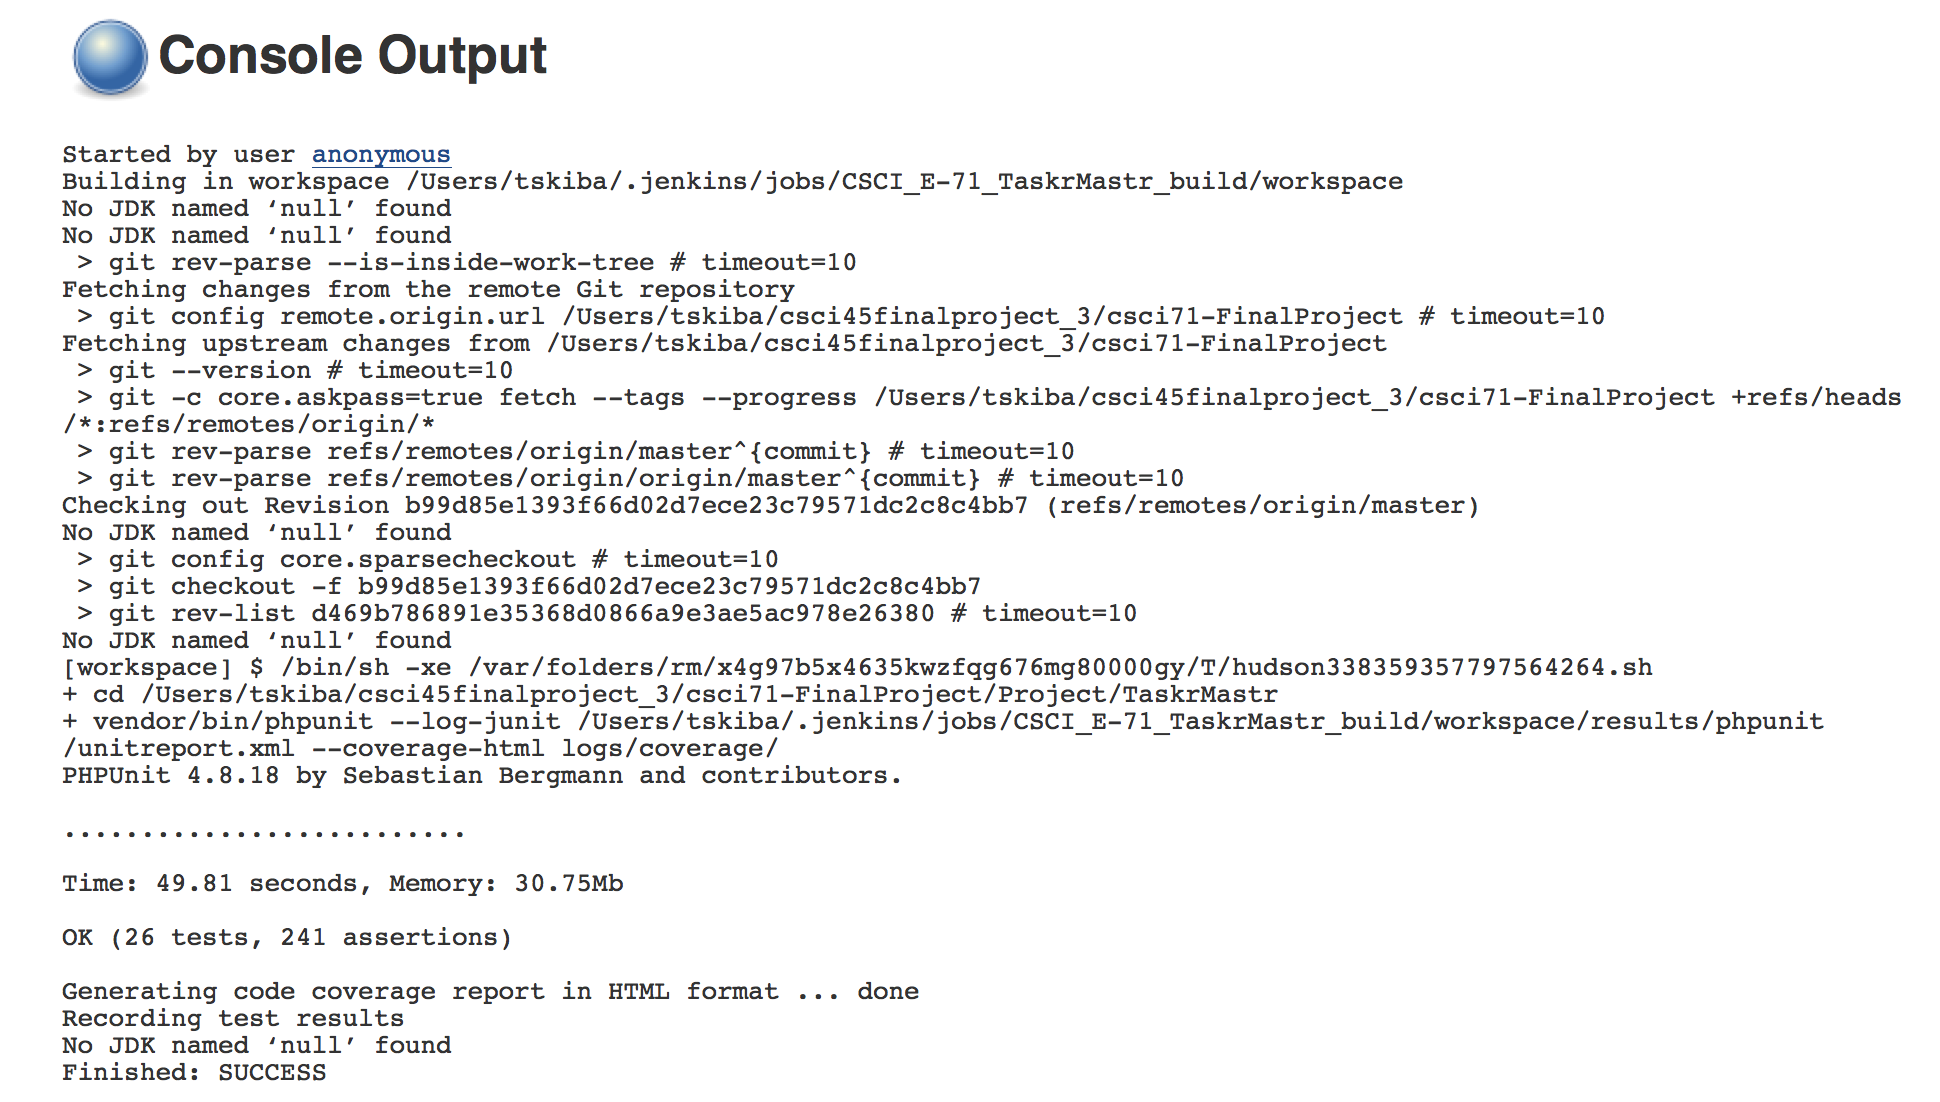 Console Output
Started by user anonymous
Building in workspace /Users/tskiba/.jenkins/jobs/CSCI_E-71_TaskrMastr_build/workspace
No JDK named ‘null’ found
No JDK named ‘null’ found
 > git rev-parse --is-inside-work-tree # timeout=10
Fetching changes from the remote Git repository
 > git config remote.origin.url /Users/tskiba/csci45finalproject_3/csci71-FinalProject # timeout=10
Fetching upstream changes from /Users/tskiba/csci45finalproject_3/csci71-FinalProject
 > git --version # timeout=10
 > git -c core.askpass=true fetch --tags --progress /Users/tskiba/csci45finalproject_3/csci71-FinalProject +refs/heads
/*:refs/remotes/origin/*
 > git rev-parse refs/remotes/origin/master^{commit} # timeout=10
 > git rev-parse refs/remotes/origin/origin/master^{commit} # timeout=10
Checking out Revision b99d85e1393f66d02d7ece23c79571dc2c8c4bb7 (refs/remotes/origin/master)
No JDK named ‘null’ found
 > git config core.sparsecheckout # timeout=10
 > git checkout -f b99d85e1393f66d02d7ece23c79571dc2c8c4bb7
 > git rev-list d469b786891e35368d0866a9e3ae5ac978e26380 # timeout=10
No JDK named ‘null’ found
[workspace] $ /bin/sh -xe /var/folders/rm/x4g97b5x4635kwzfqg676mg80000gy/T/hudson338359357797564264.sh
+ cd /Users/tskiba/csci45finalproject_3/csci71-FinalProject/Project/TaskrMastr
+ vendor/bin/phpunit --log-junit /Users/tskiba/.jenkins/jobs/CSCI_E-71_TaskrMastr_build/workspace/results/phpunit
/unitreport.xml --coverage-html logs/coverage/
PHPUnit 4.8.18 by Sebastian Bergmann and contributors.
..........................
Time: 49.81 seconds, Memory: 30.75Mb
OK (26 tests, 241 assertions)
Generating code coverage report in HTML format ... done
Recording test results
No JDK named ‘null’ found
Finished: SUCCESS